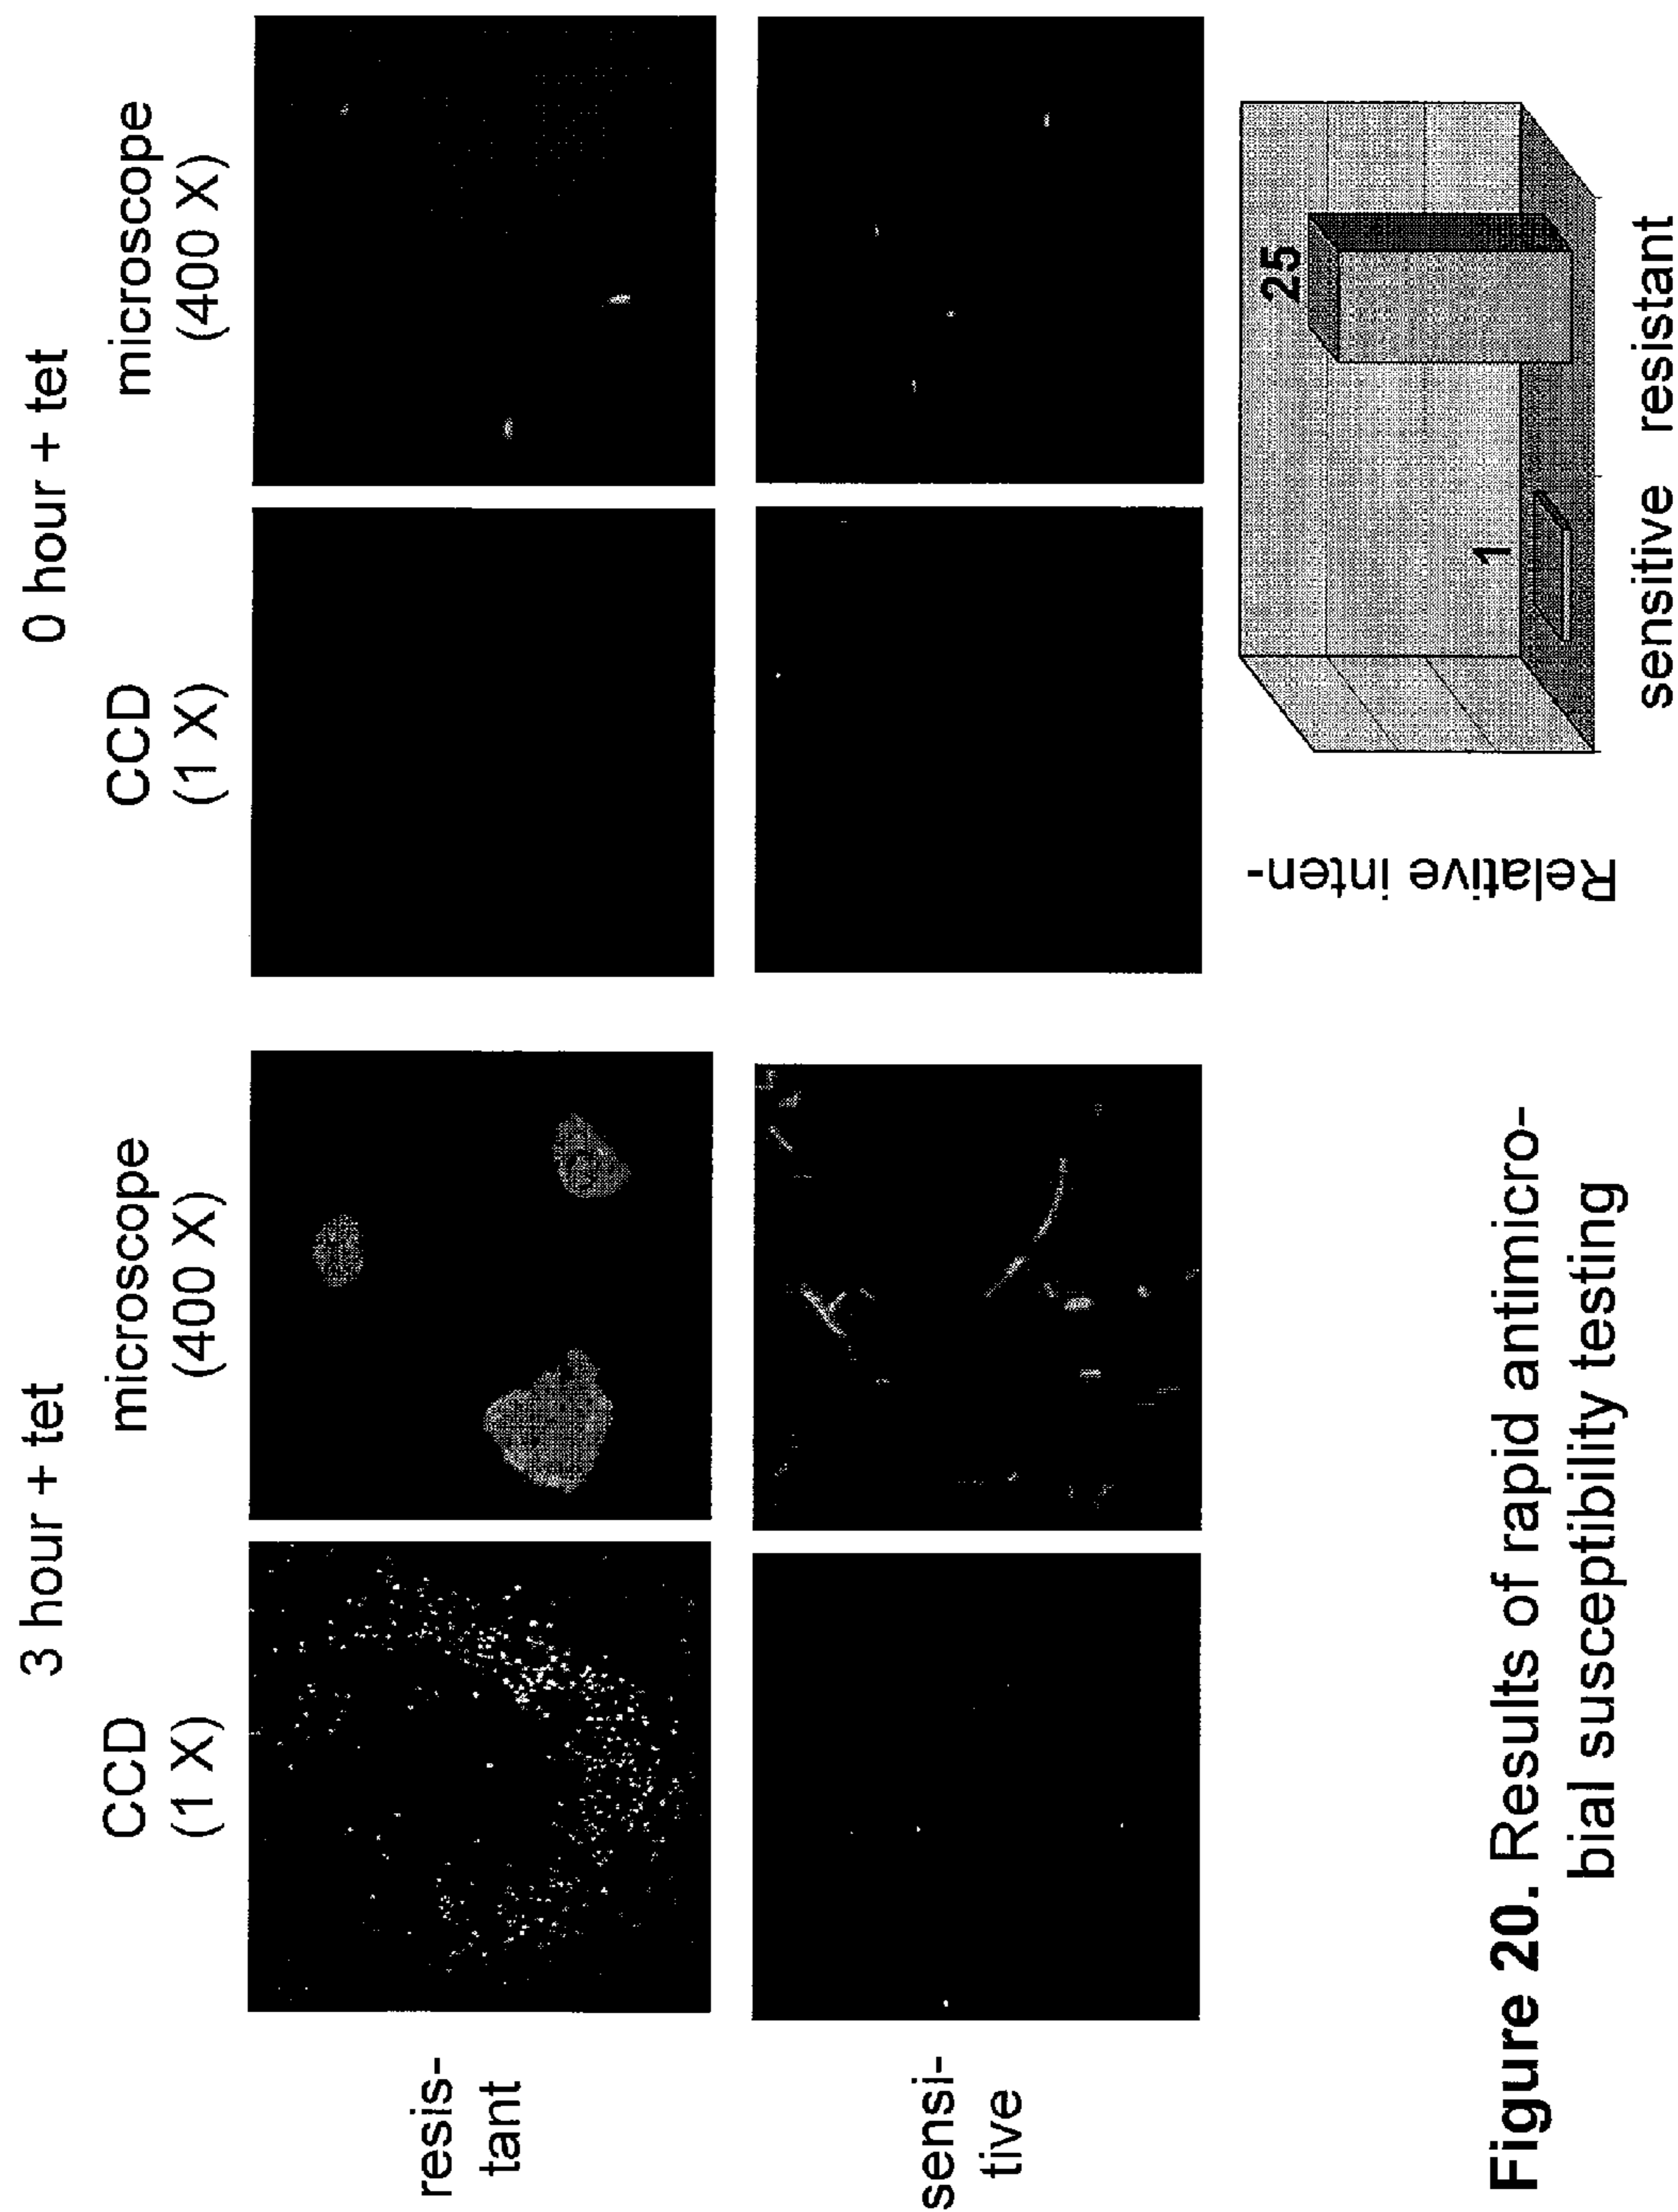 3 hour + tet
0 hour + tet
CCD
(1 X)
microscope
(400 X)
CCD
(1 X)
microscope
(400 X)
resis-
tant
sensi-
tive
Relative inten-
1
25
sensitive resistant
Figure 20. Results of rapid antimicro-
bial susceptibility testing